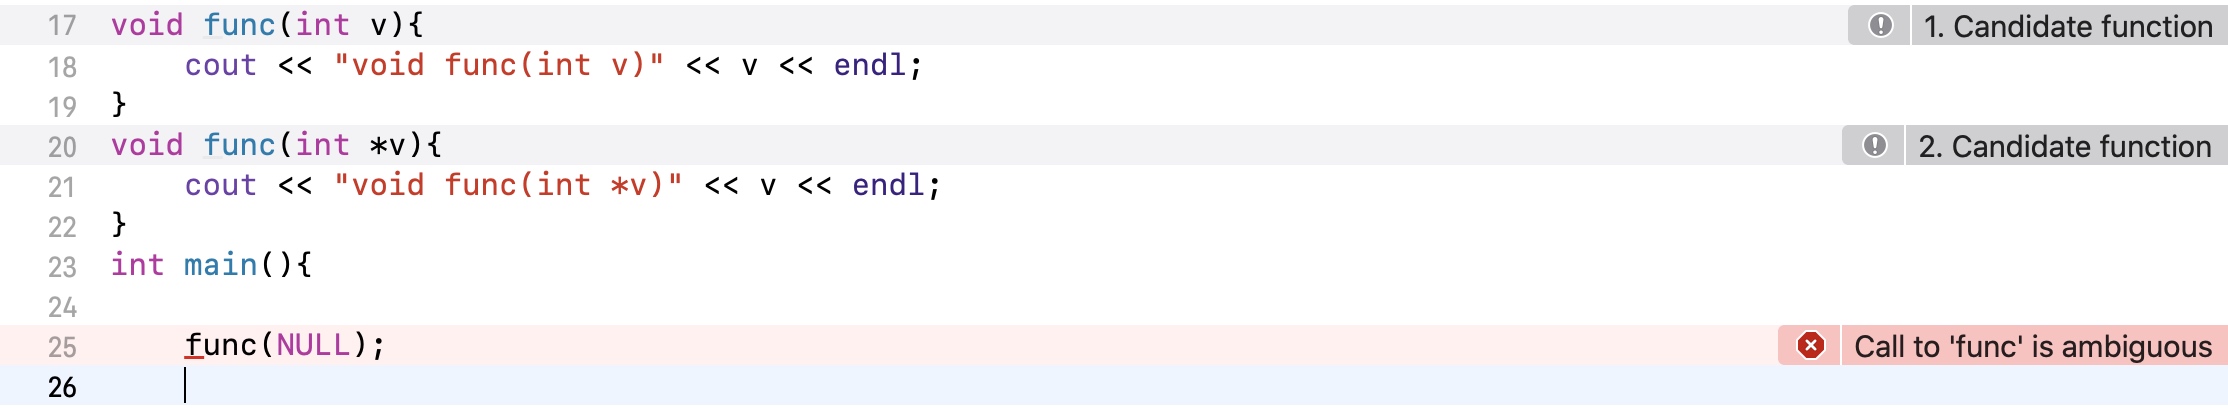 17 void func(int v){ 1. Candidate function
18 cout << "void func(int v)" << v << endl;
19 }
20 void func(int *v){ 2. Candidate function
21 cout << "void func(int *v)" << v << endl;
22 }
23 int main(){
24
25 func(NULL); Call to 'func' is ambiguous
26